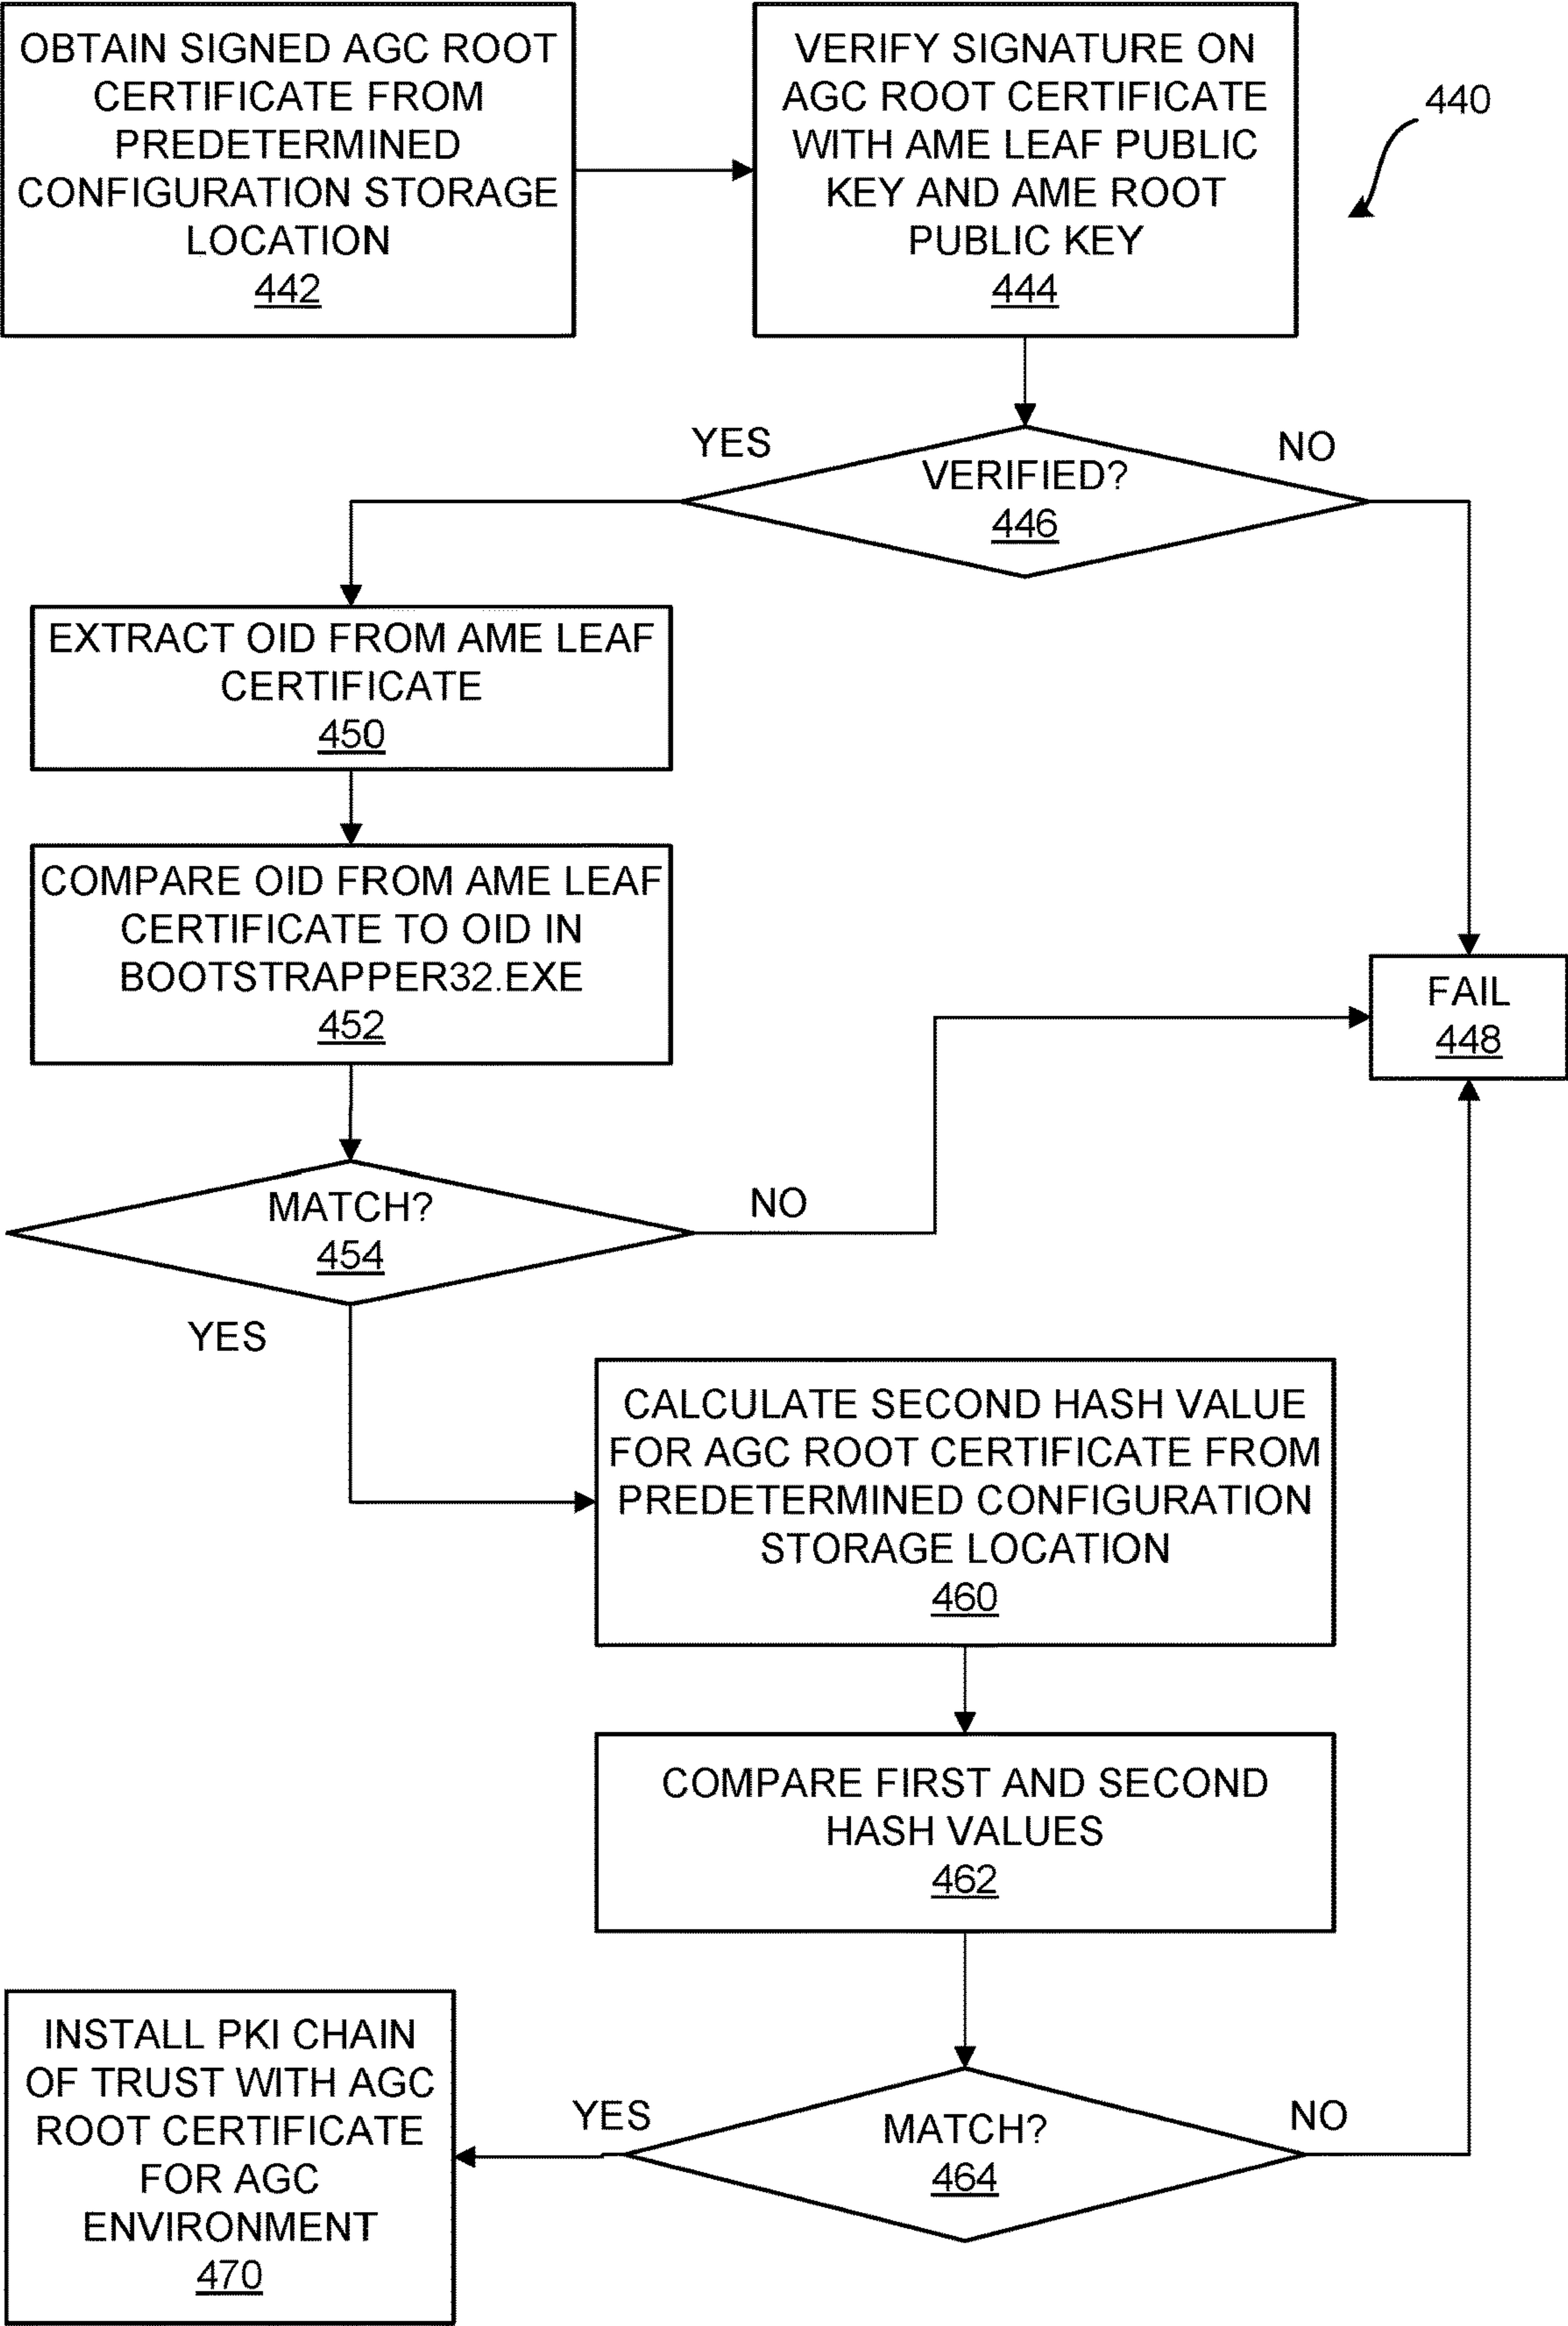 OBTAIN SIGNED AGC ROOT
CERTIFICATE FROM
PREDETERMINED
CONFIGURATION STORAGE
LOCATION
442
VERIFY SIGNATURE ON
AGC ROOT CERTIFICATE
WITH AME LEAF PUBLIC
KEY AND AME ROOT
PUBLIC KEY
444
440
YES
VERIFIED?
446
NO
EXTRACT OID FROM AME LEAF
CERTIFICATE
450
COMPARE OID FROM AME LEAF
CERTIFICATE TO OID IN
BOOTSTRAPPER32.EXE
452
FAIL
448
MATCH?
454
NO
YES
CALCULATE SECOND HASH VALUE
FOR AGC ROOT CERTIFICATE FROM
PREDETERMINED CONFIGURATION
STORAGE LOCATION
460
COMPARE FIRST AND SECOND
HASH VALUES
462
INSTALL PKI CHAIN
OF TRUST WITH AGC
ROOT CERTIFICATE
FOR AGC
ENVIRONMENT
470
YES
MATCH?
464
NO